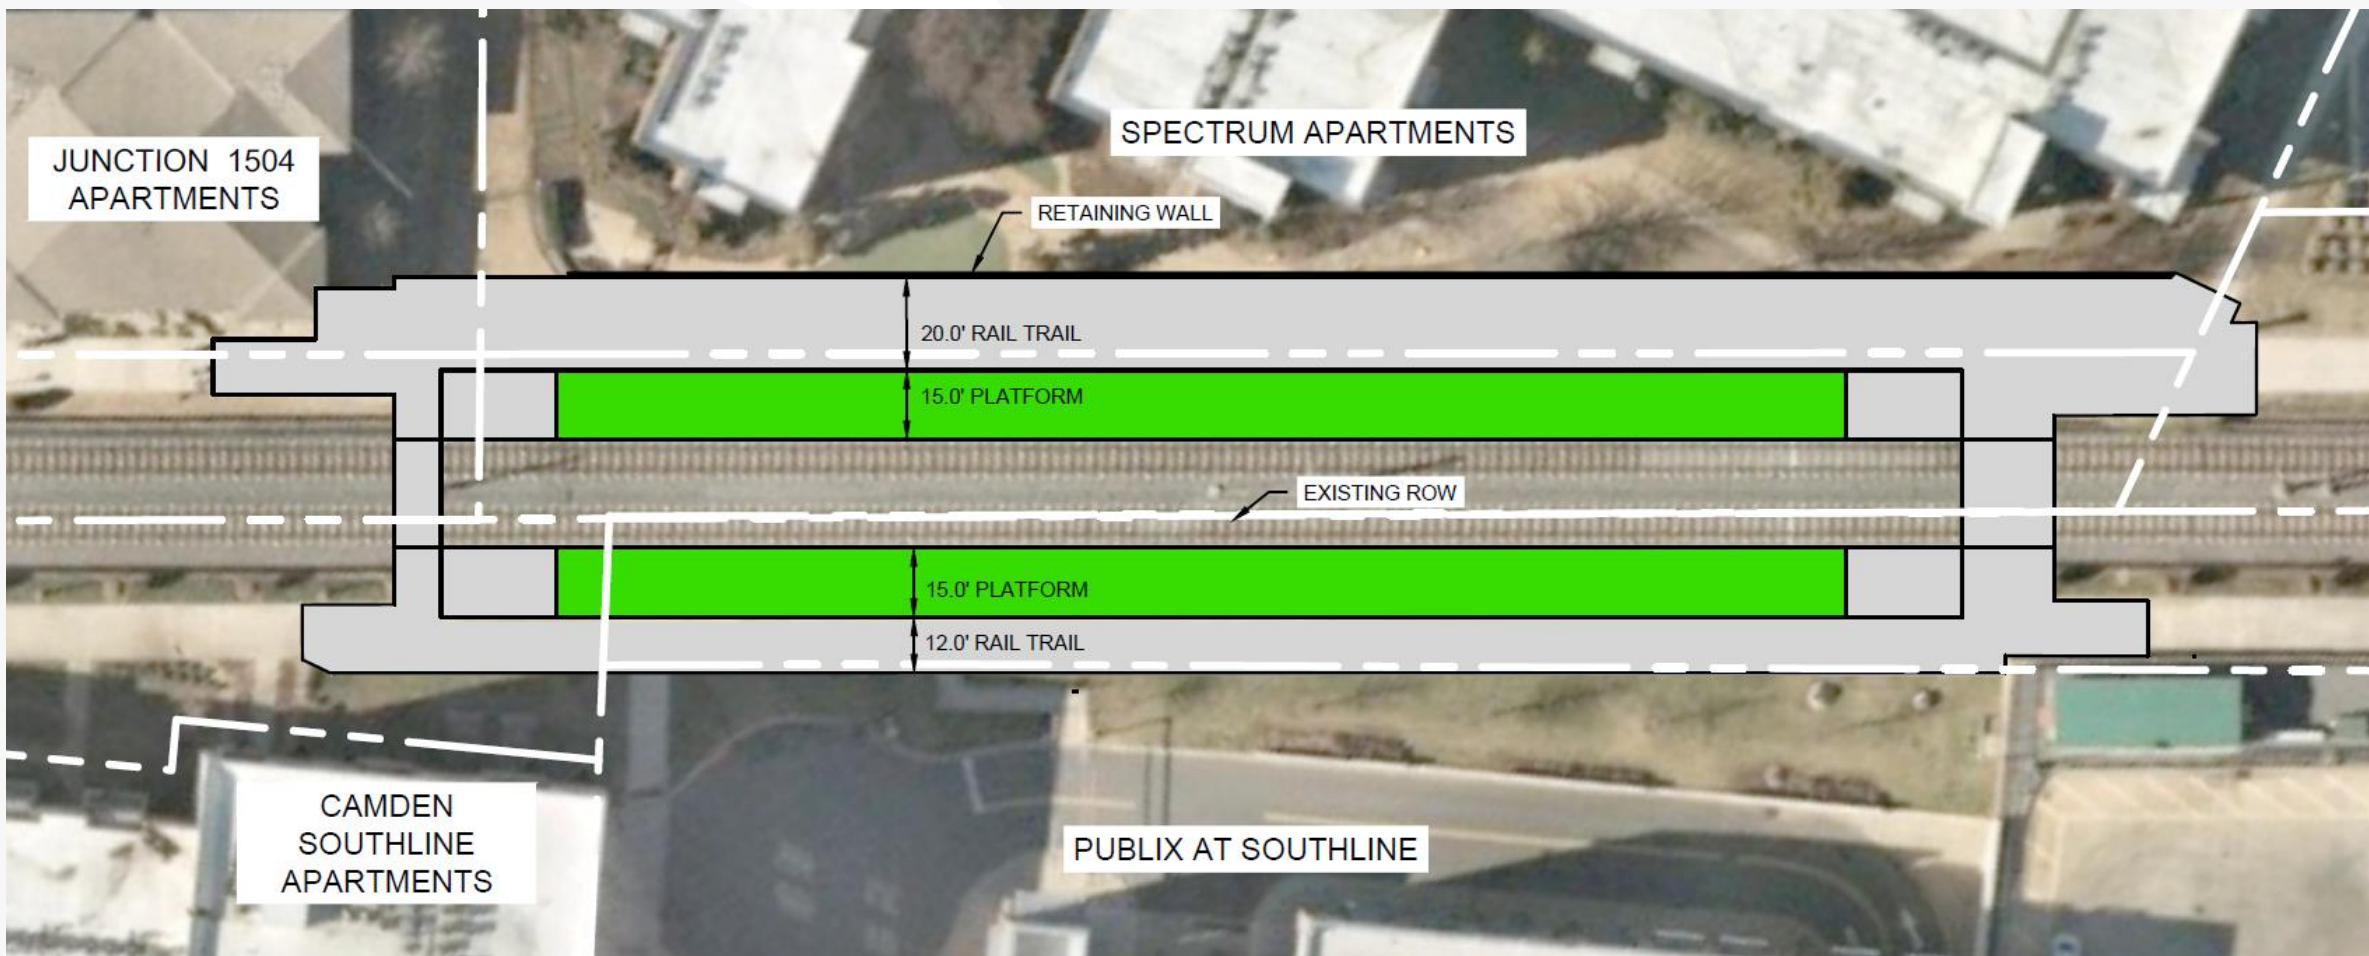 JUNCTION 1504
APARTMENTS
SPECTRUM APARTMENTS
RETAINING WALL
20.0' RAIL TRAIL
15.0' PLATFORM
EXISTING ROW
15.0' PLATFORM
12.0' RAIL TRAIL
CAMDEN
SOUTHLINE
APARTMENTS
PUBLIX AT SOUTHLINE